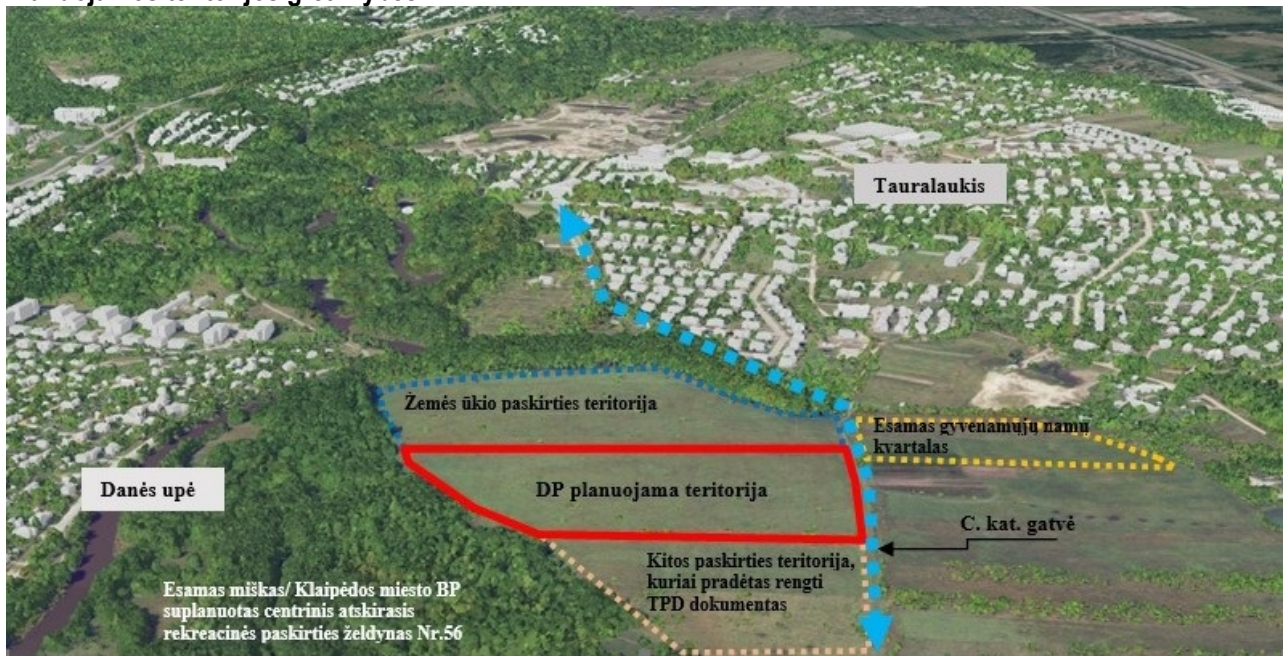 Tauralaukis
Žemės ūkio paskirties teritorija
Esamas gyvenamųjų namų
kvartalas
Danės upė
DP planuojama teritorija
C. kat. gatvė
Kitos paskirties teritorija,
kuriai pradėtas rengti
TPD dokumentas
Esamas miškas/ Klaipėdos miesto BP
suplanuotas centrinis atskirasis
rekreacinės paskirties želdynas Nr.56